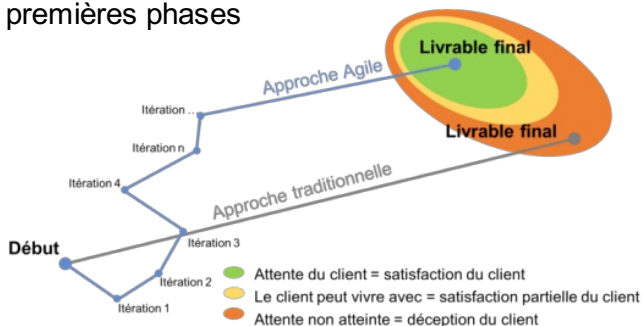 premières phases
Livrable final
Approche Agile
Itération ...
Livrable final
Itération n
Itération 4
Approche traditionnelle
Début
Itération 3
Itération 2
Itération 1
Attente du client = satisfaction du client
Le client peut vivre avec = satisfaction partielle du client
Attente non atteinte = déception du client